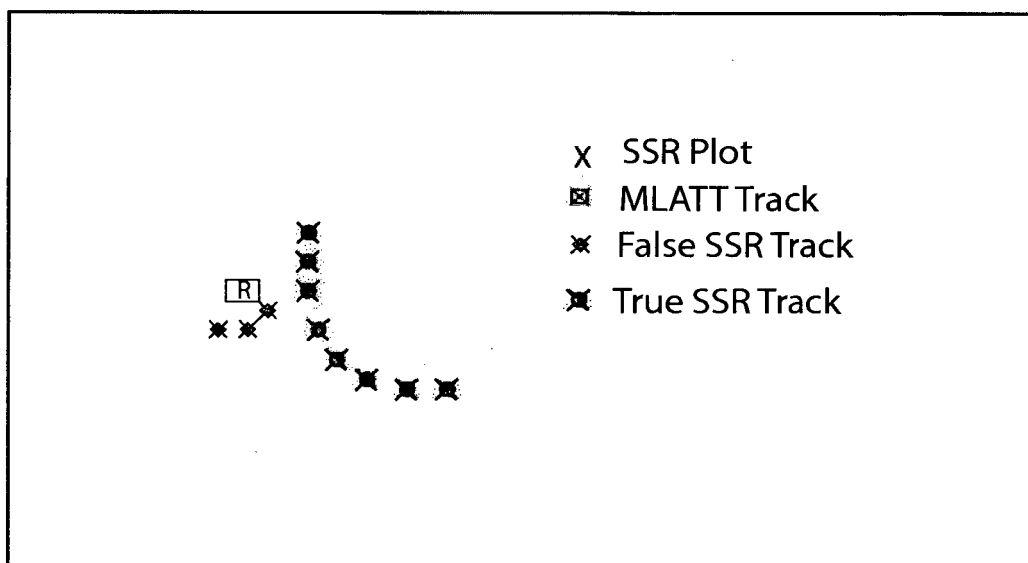 SSR Plot
MLATT Track
False SSR Track
True SSR Track
R